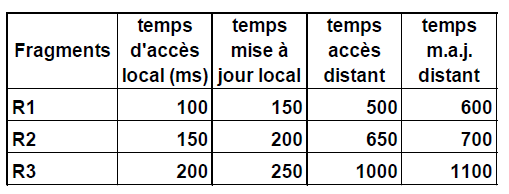 Fragments temps d'accès local (ms) temps mise à jour local temps accès distant temps m.a.j. distant
R1 100 150 500 600
R2 150 200 650 700
R3 200 250 1000 1100